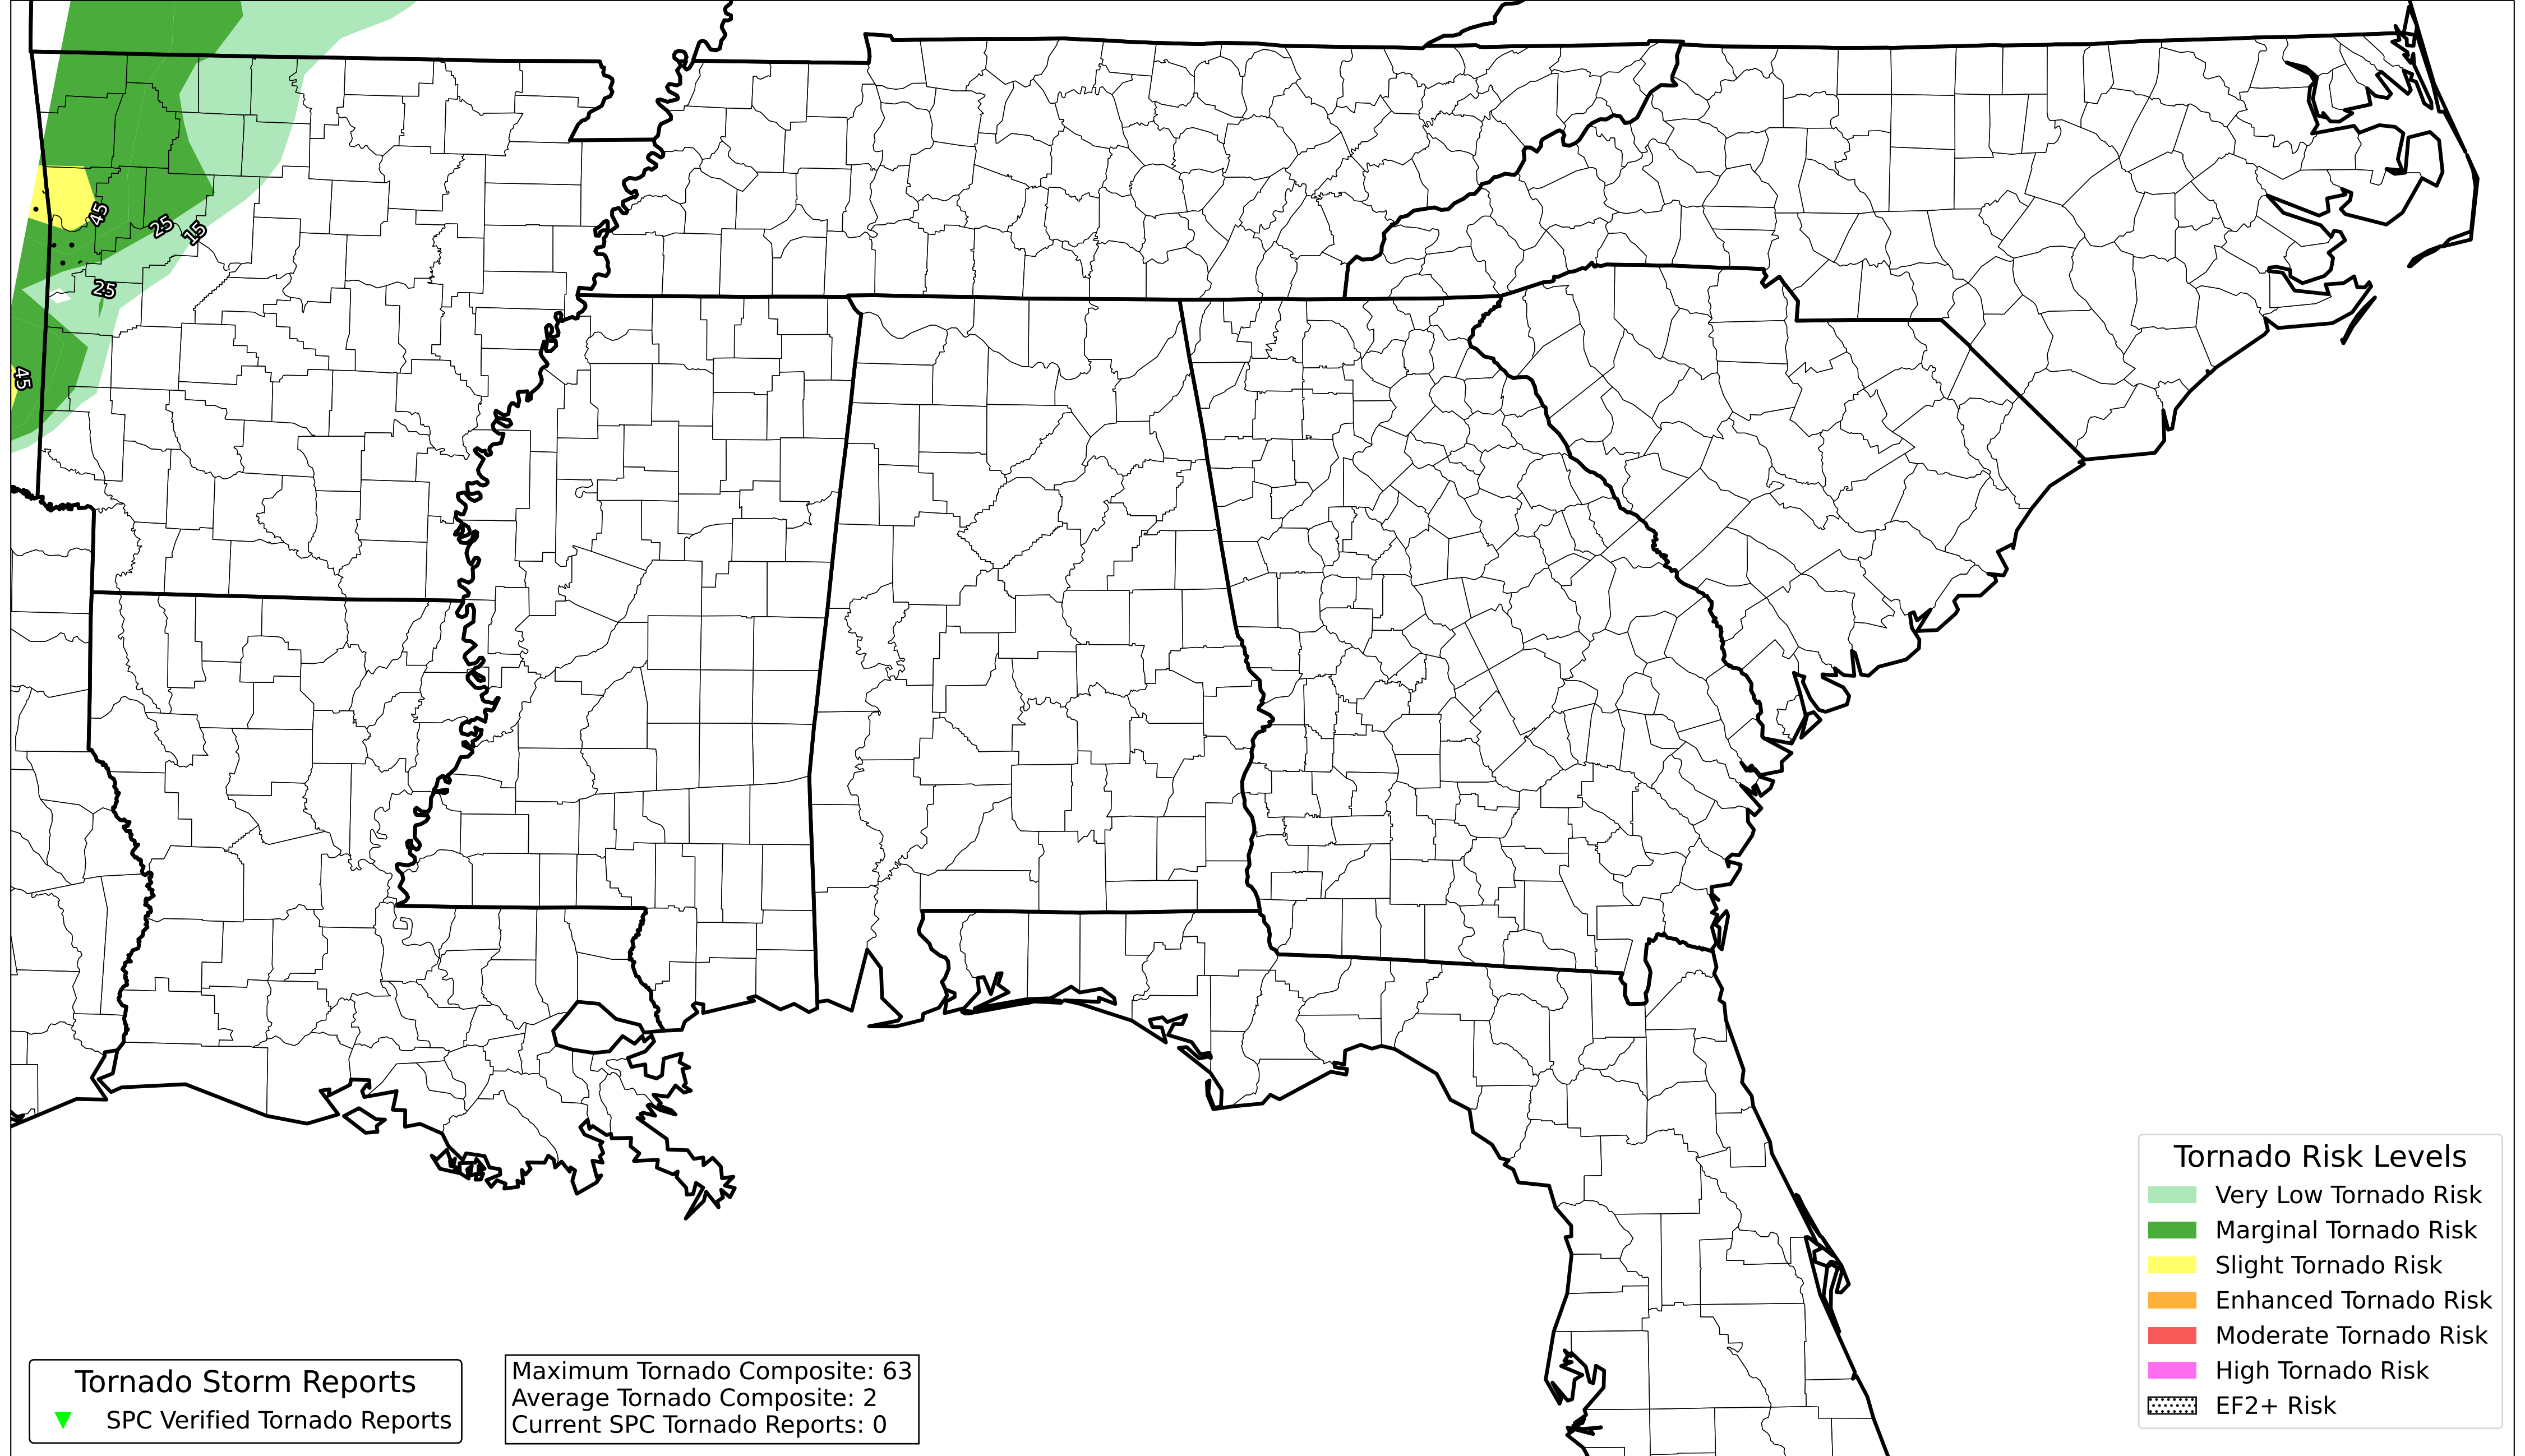 45
25
15
25
45
Tornado Risk Levels
Very Low Tornado Risk
Marginal Tornado Risk
Slight Tornado Risk
Enhanced Tornado Risk
Moderate Tornado Risk
High Tornado Risk
EF2+ Risk
Tornado Storm Reports
SPC Verified Tornado Reports
Maximum Tornado Composite: 63
Average Tornado Composite: 2
Current SPC Tornado Reports: 0